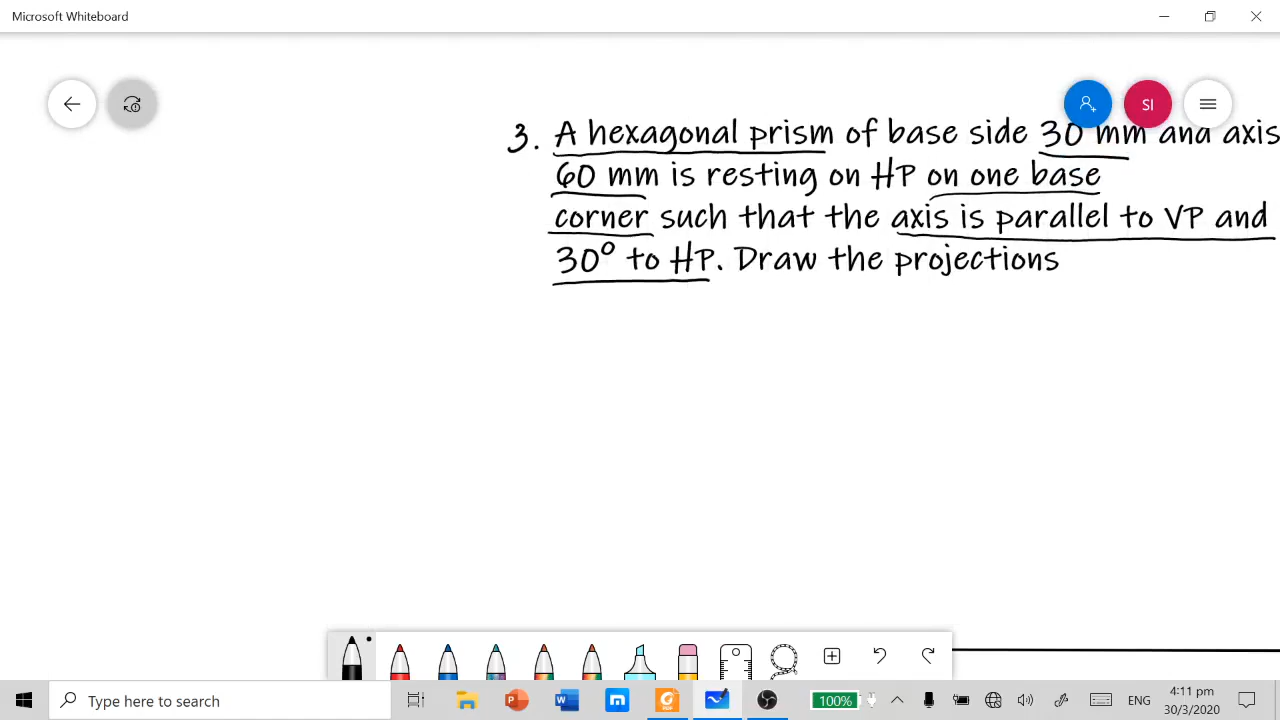 Microsoft Whiteboard
SI
3. A hexagonal prism of base side 30 mm and axis
60 mm is resting on HP on one base
corner such that the axis is parallel to VP and
30° to HP. Draw the projections
Type here to search
100%
ENG
4:11 pm
30/3/2020